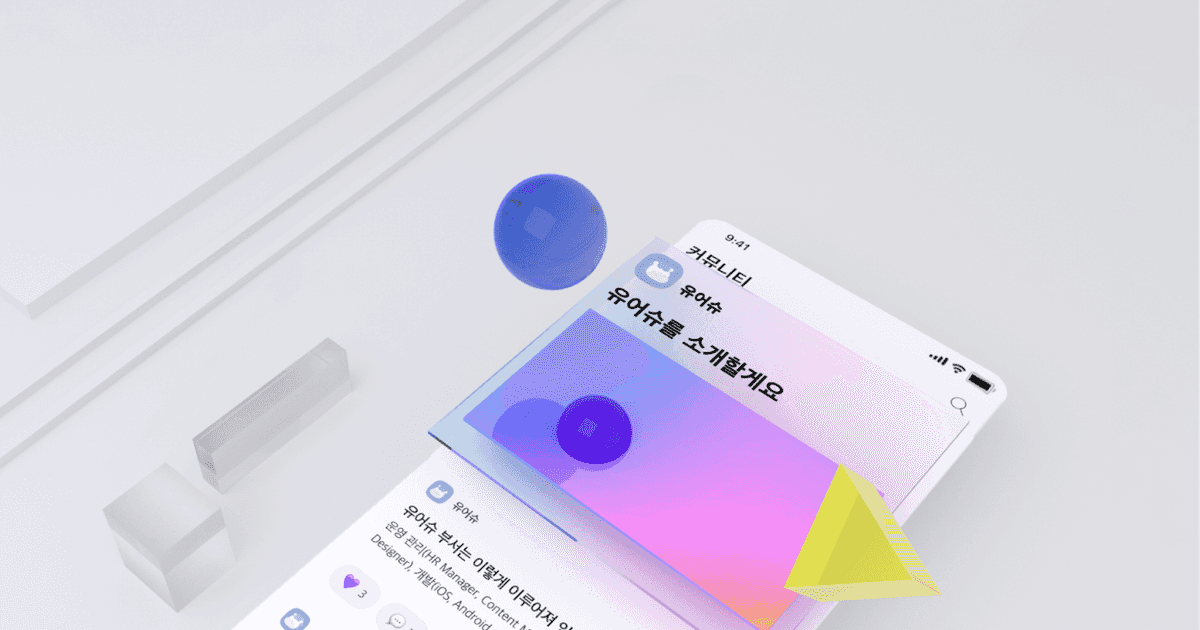 9:41
커뮤니티
유어슈
유어슈를 소개할게요
유어슈
유어슈 부서는 이렇게 이루어져
운영 관리(HR Manager, Content
Designer), 개발(iOS, Android
3